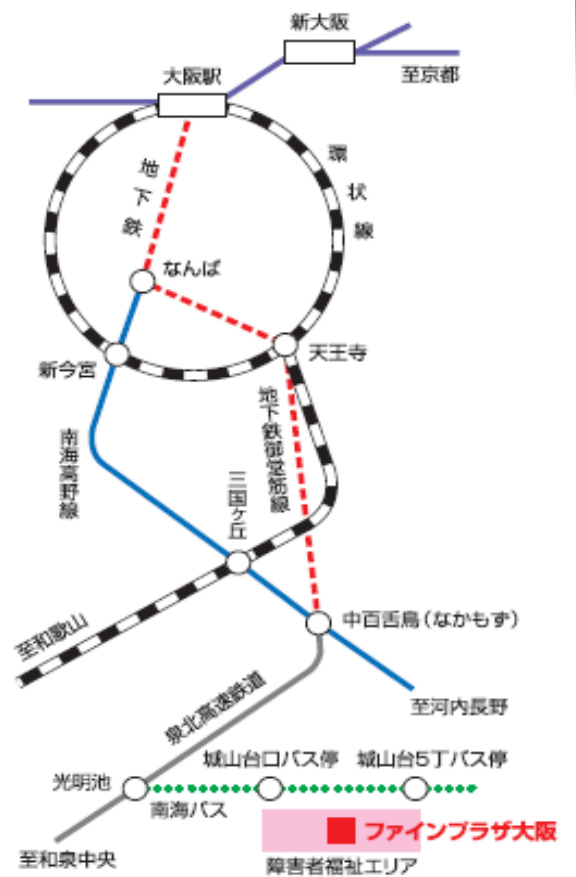 新大阪
大阪駅
至京都
環状線
地下鉄
なんば
新今宮
天王寺
南海高野線
地下鉄御堂筋線
三国ヶ丘
至和歌山
中百舌鳥（なかもず）
至河内長野
泉北高速鉄道
城山台口バス停
城山台5丁バス停
光明池
南海バス
ファインプラザ大阪
至和泉中央
障害者福祉エリア